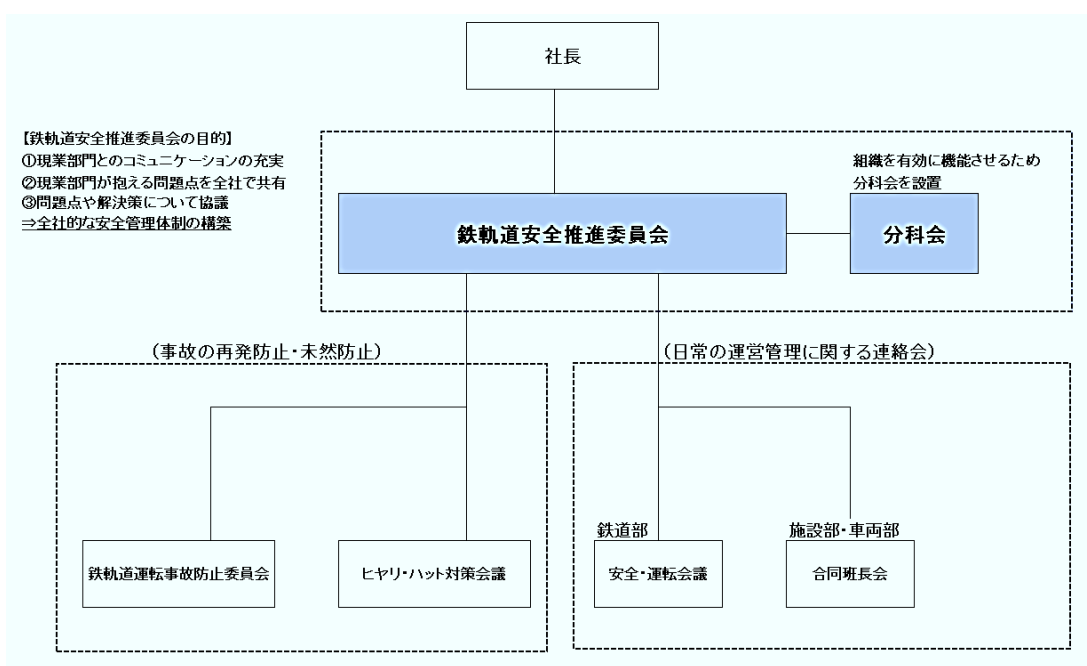 社長
【鉄軌道安全推進委員会の目的】
①現業部門とのコミュニケーションの充実
②現業部門が抱える問題点を全社で共有
③問題点や解決策について協議
⇒全社的な安全管理体制の構築
組織を有効に機能させるため
分科会を設置
鉄軌道安全推進委員会
分科会
（事故の再発防止・未然防止）
（日常の運営管理に関する連絡会）
鉄道部
施設部・車両部
鉄軌道運転事故防止委員会
ヒヤリ・ハット対策会議
安全・運転会議
合同班長会